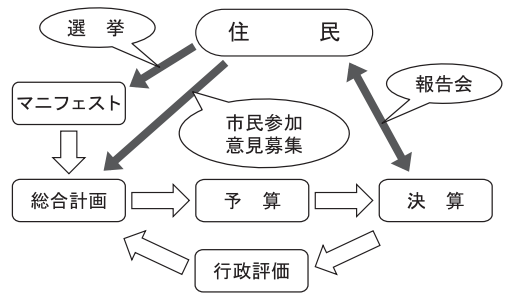 選 挙
住 民
報告会
マニフェスト
市民参加
意見募集
総合計画
予 算
決 算
行政評価